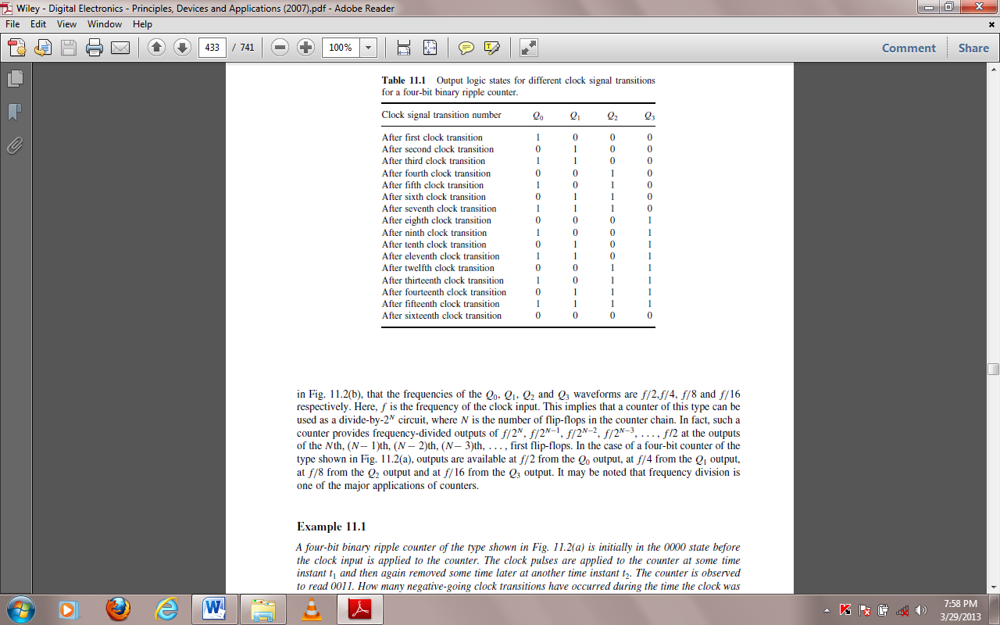 Wiley - Digital Electronics - Principles, Devices and Applications (2007).pdf - Adobe Reader
File Edit View Window Help
433 / 741 100% Comment Share
Table 11.1 Output logic states for different clock signal transitions
for a four-bit binary ripple counter.
Clock signal transition number Q₀ Q₁ Q₂ Q₃
After first clock transition 1 0 0 0
After second clock transition 0 1 0 0
After third clock transition 1 1 0 0
After fourth clock transition 0 0 1 0
After fifth clock transition 1 0 1 0
After sixth clock transition 0 1 1 0
After seventh clock transition 1 1 1 0
After eighth clock transition 0 0 0 1
After ninth clock transition 1 0 0 1
After tenth clock transition 0 1 0 1
After eleventh clock transition 1 1 0 1
After twelfth clock transition 0 0 1 1
After thirteenth clock transition 1 0 1 1
After fourteenth clock transition 0 1 1 1
After fifteenth clock transition 1 1 1 1
After sixteenth clock transition 0 0 0 0
in Fig. 11.2(b), that the frequencies of the Q₀, Q₁, Q₂ and Q₃ waveforms are f/2,f/4, f/8 and f/16
respectively. Here, f is the frequency of the clock input. This implies that a counter of this type can be
used as a divide-by-2ᴺ circuit, where N is the number of flip-flops in the counter chain. In fact, such a
counter provides frequency-divided outputs of f/2ᴺ, f/2ᴺ⁻¹, f/2ᴺ⁻², f/2ᴺ⁻³, . . . , f/2 at the outputs
of the Nth, (N− 1)th, (N − 2)th, (N− 3)th, . . . , first flip-flops. In the case of a four-bit counter of the
type shown in Fig. 11.2(a), outputs are available at f/2 from the Q₀ output, at f/4 from the Q₁ output,
at f/8 from the Q₂ output and at f/16 from the Q₃ output. It may be noted that frequency division is
one of the major applications of counters.
Example 11.1
A four-bit binary ripple counter of the type shown in Fig. 11.2(a) is initially in the 0000 state before
the clock input is applied to the counter. The clock pulses are applied to the counter at some time
instant t₁ and then again removed some time later at another time instant t₂. The counter is observed
to read 0011. How many negative-going clock transitions have occurred during the time the clock was
7:58 PM
3/29/2013